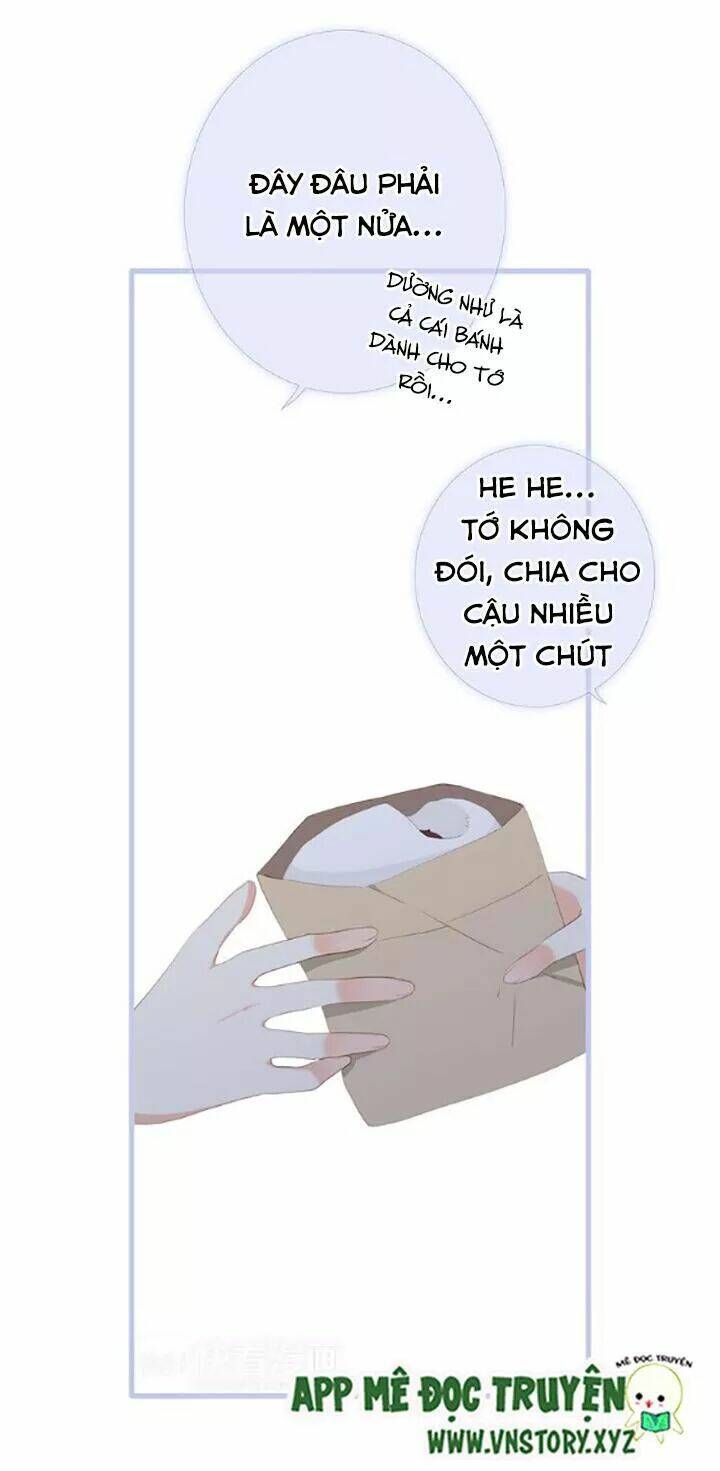 ĐÂY ĐÂU PHẢI
LÀ MỘT NỬA...
DƯỜNG NHƯ LÀ
CẢ CÁI BÁNH
DÀNH CHO TỚ
RỒI...
HE HE...
TỚ KHÔNG
ĐÓI, CHIA CHO
CẬU NHIỀU
MỘT CHÚT
MÊ ĐỌC TRUYỆN
APP MÊ ĐỌC TRUYỆN
WWW.VNSTORY.XYZ